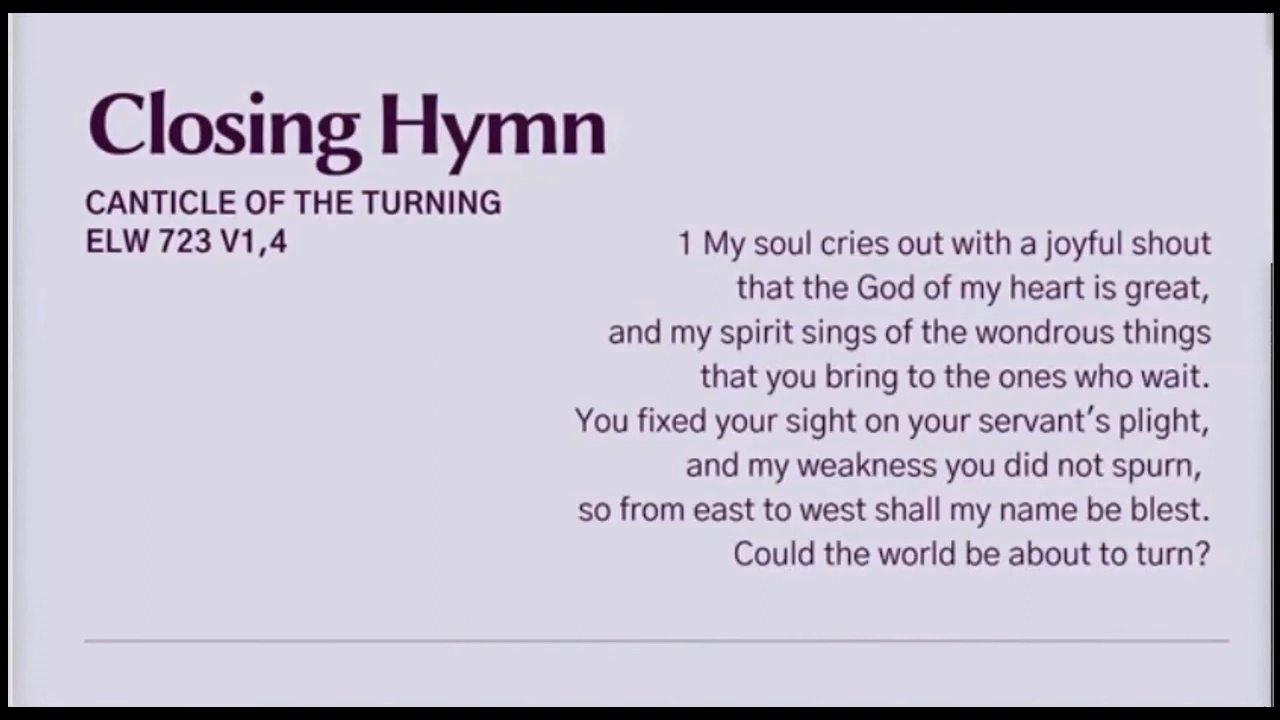 Closing Hymn
CANTICLE OF THE TURNING
ELW 723 V1,4
1 My soul cries out with a joyful shout
that the God of my heart is great,
and my spirit sings of the wondrous things
that you bring to the ones who wait.
You fixed your sight on your servant's plight,
and my weakness you did not spurn,
so from east to west shall my name be blest.
Could the world be about to turn?